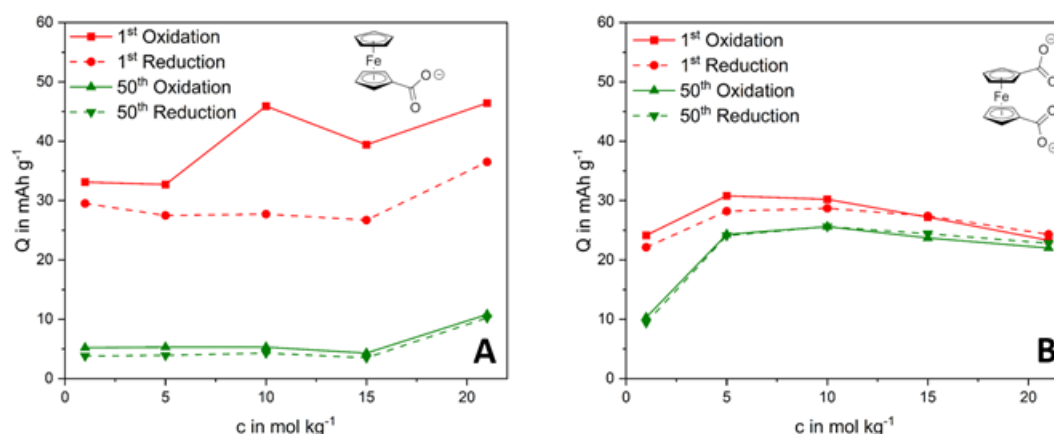 60
50
40
30
20
10
0
Q in mAh g⁻¹
1ˢᵗ Oxidation
1ˢᵗ Reduction
50ᵗʰ Oxidation
50ᵗʰ Reduction
Fe
O ⊖
O
A
0 5 10 15 20
c in mol kg⁻¹
60
50
40
30
20
10
0
Q in mAh g⁻¹
1ˢᵗ Oxidation
1ˢᵗ Reduction
50ᵗʰ Oxidation
50ᵗʰ Reduction
O ⊖
O
Fe
O
O ⊖
B
0 5 10 15 20
c in mol kg⁻¹